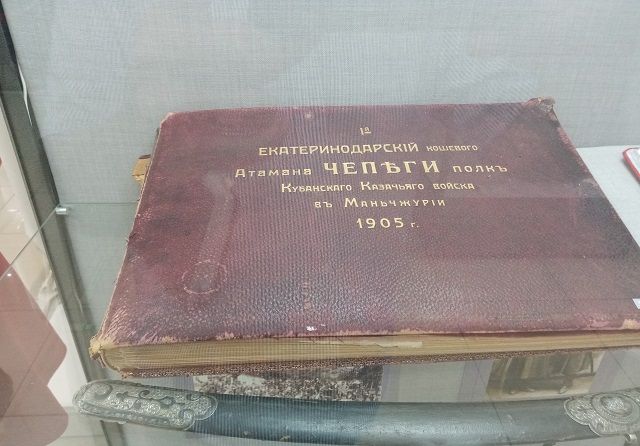 1й
ЕКАТЕРИНОДАРСКІЙ КОШЕВОГО
АТАМАНА ЧЕПѢГИ ПОЛКЪ
КУБАНСКАГО КАЗАЧЬЯГО ВОЙСКА
ВЪ МАНЬЧЖУРІИ
1905 г.